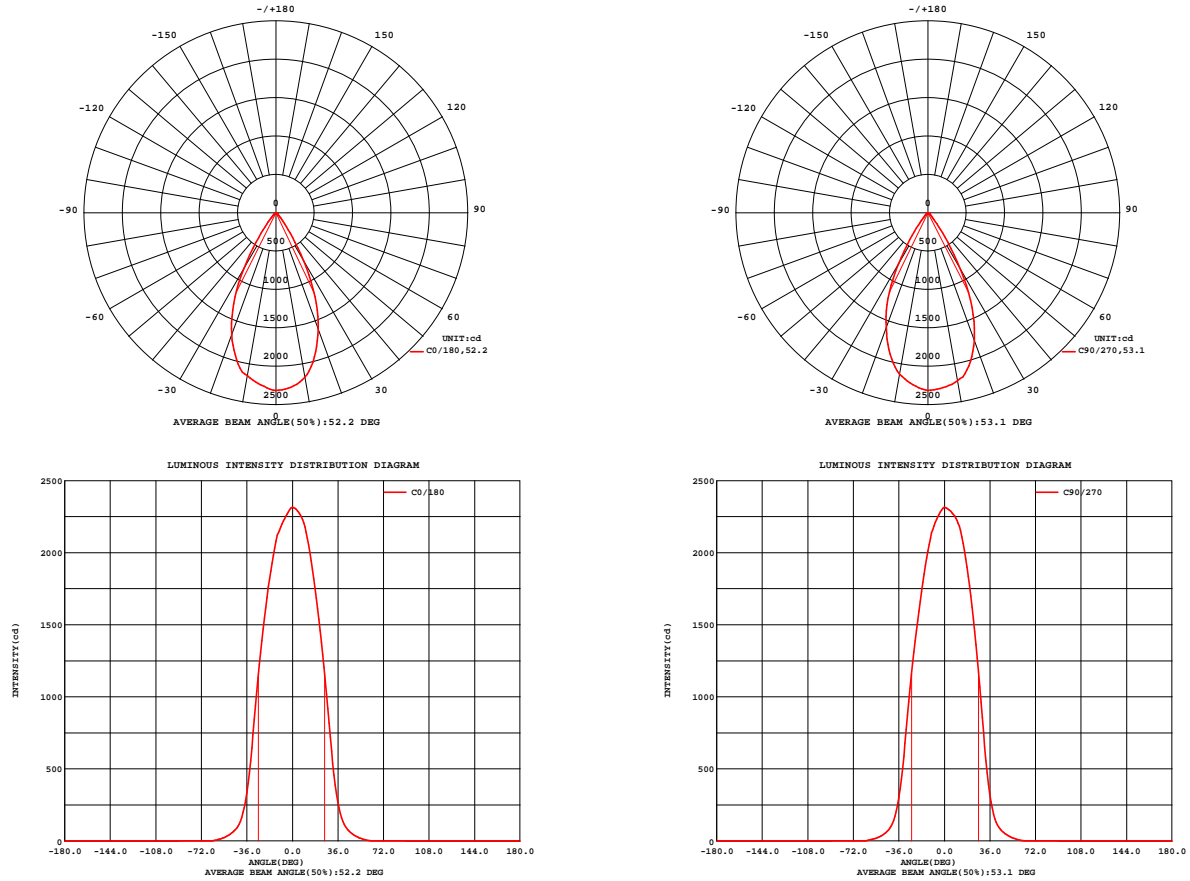 -/+180
-150
150
-120
120
-90
90
-60
60
-30
30
0
0
500
1000
1500
2000
2500
UNIT:cd
C0/180,52.2
AVERAGE BEAM ANGLE(50%):52.2 DEG
-/+180
-150
150
-120
120
-90
90
-60
60
-30
30
0
0
500
1000
1500
2000
2500
UNIT:cd
C90/270,53.1
AVERAGE BEAM ANGLE(50%):53.1 DEG
LUMINOUS INTENSITY DISTRIBUTION DIAGRAM
C0/180
INTENSITY(cd)
2500
2000
1500
1000
500
0
-180.0 -144.0 -108.0 -72.0 -36.0 0.0 36.0 72.0 108.0 144.0 180.0
ANGLE(DEG)
AVERAGE BEAM ANGLE(50%):52.2 DEG
LUMINOUS INTENSITY DISTRIBUTION DIAGRAM
C90/270
INTENSITY(cd)
2500
2000
1500
1000
500
0
-180.0 -144.0 -108.0 -72.0 -36.0 0.0 36.0 72.0 108.0 144.0 180.0
ANGLE(DEG)
AVERAGE BEAM ANGLE(50%):53.1 DEG